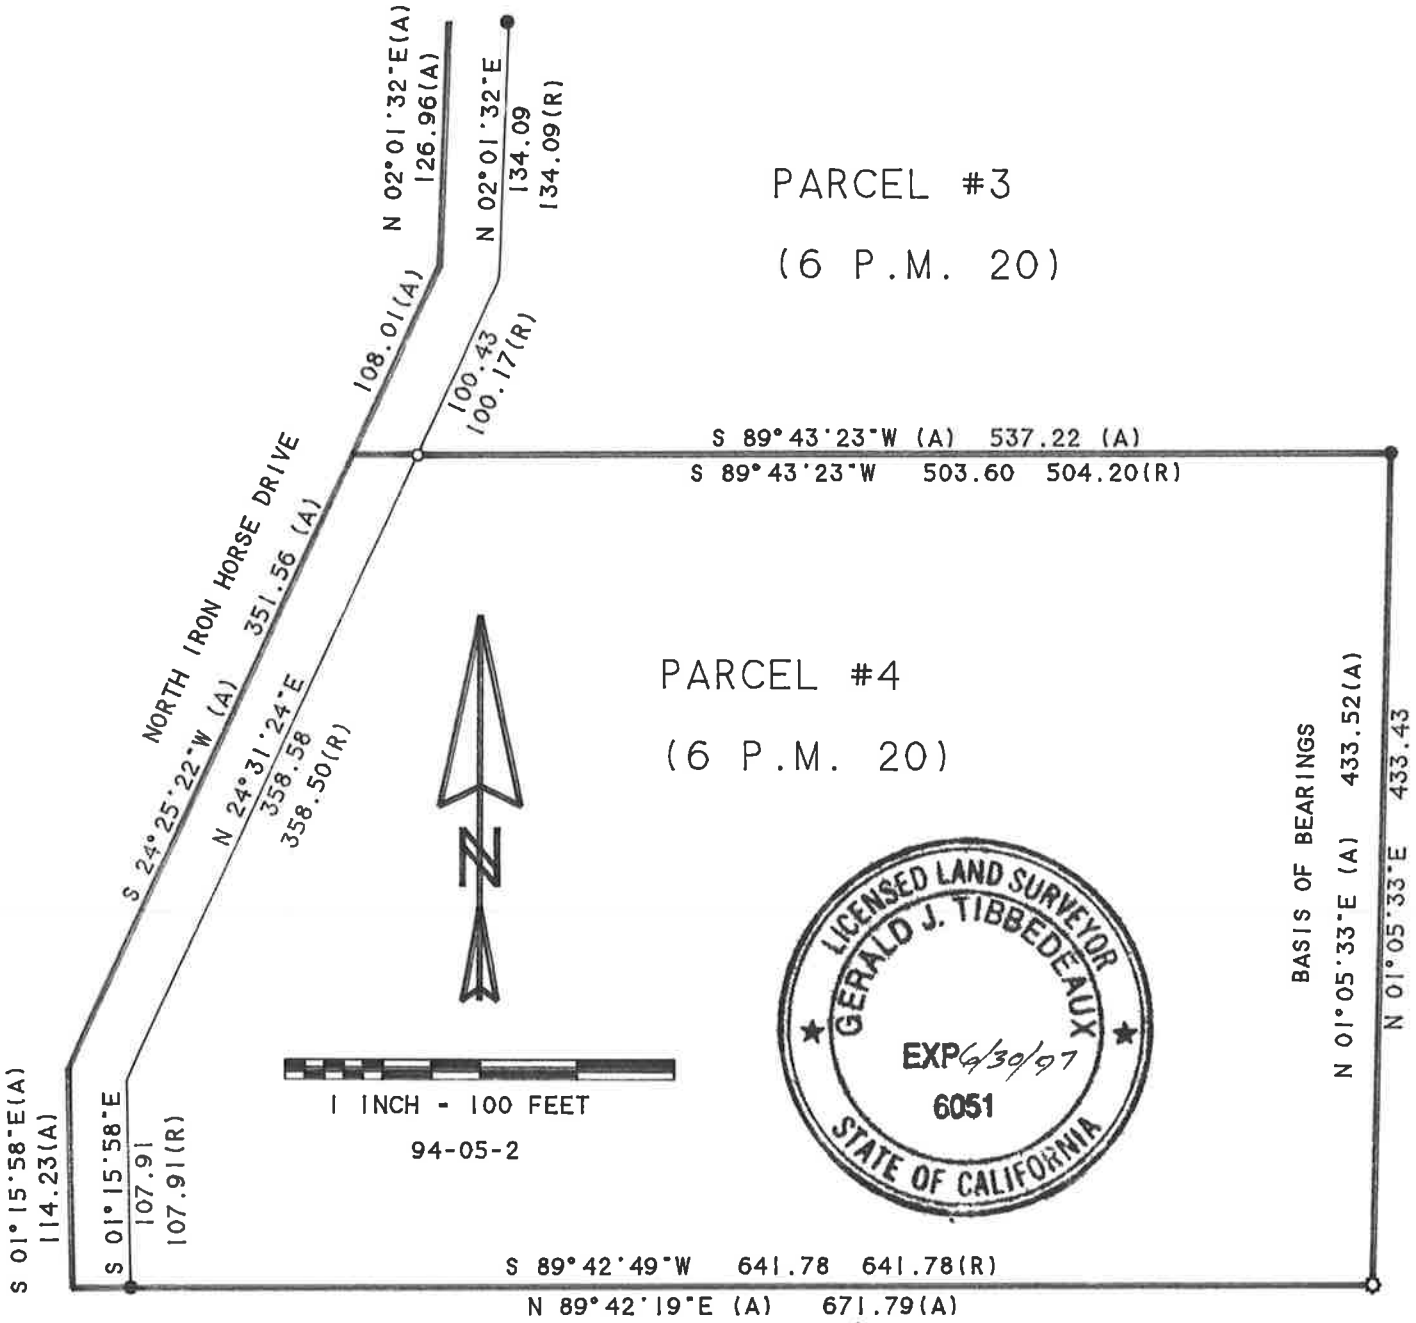 N 02°01'32"E(A)
126.96(A)
N 02°01'32"E
134.09
134.09(R)
PARCEL #3
(6 P.M. 20)
108.01(A)
100.43
100.17(R)
S 89°43'23"W (A) 537.22 (A)
S 89°43'23"W 503.60 504.20(R)
NORTH IRON HORSE DRIVE
S 24°25'22"W (A) 351.56 (A)
N 24°31'24"E
358.58
358.50(R)
PARCEL #4
(6 P.M. 20)
N
BASIS OF BEARINGS
N 01°05'33"E (A) 433.52(A)
N 01°05'33"E 433.43
LICENSED LAND SURVEYOR
GERALD J. TIBBEDEAUX
EXP 6/30/97
6051
STATE OF CALIFORNIA
1 INCH = 100 FEET
94-05-2
S 01°15'58"E(A)
114.23(A)
S 01°15'58"E
107.91
107.91(R)
S 89°42'49"W 641.78 641.78(R)
N 89°42'19"E (A) 671.79(A)